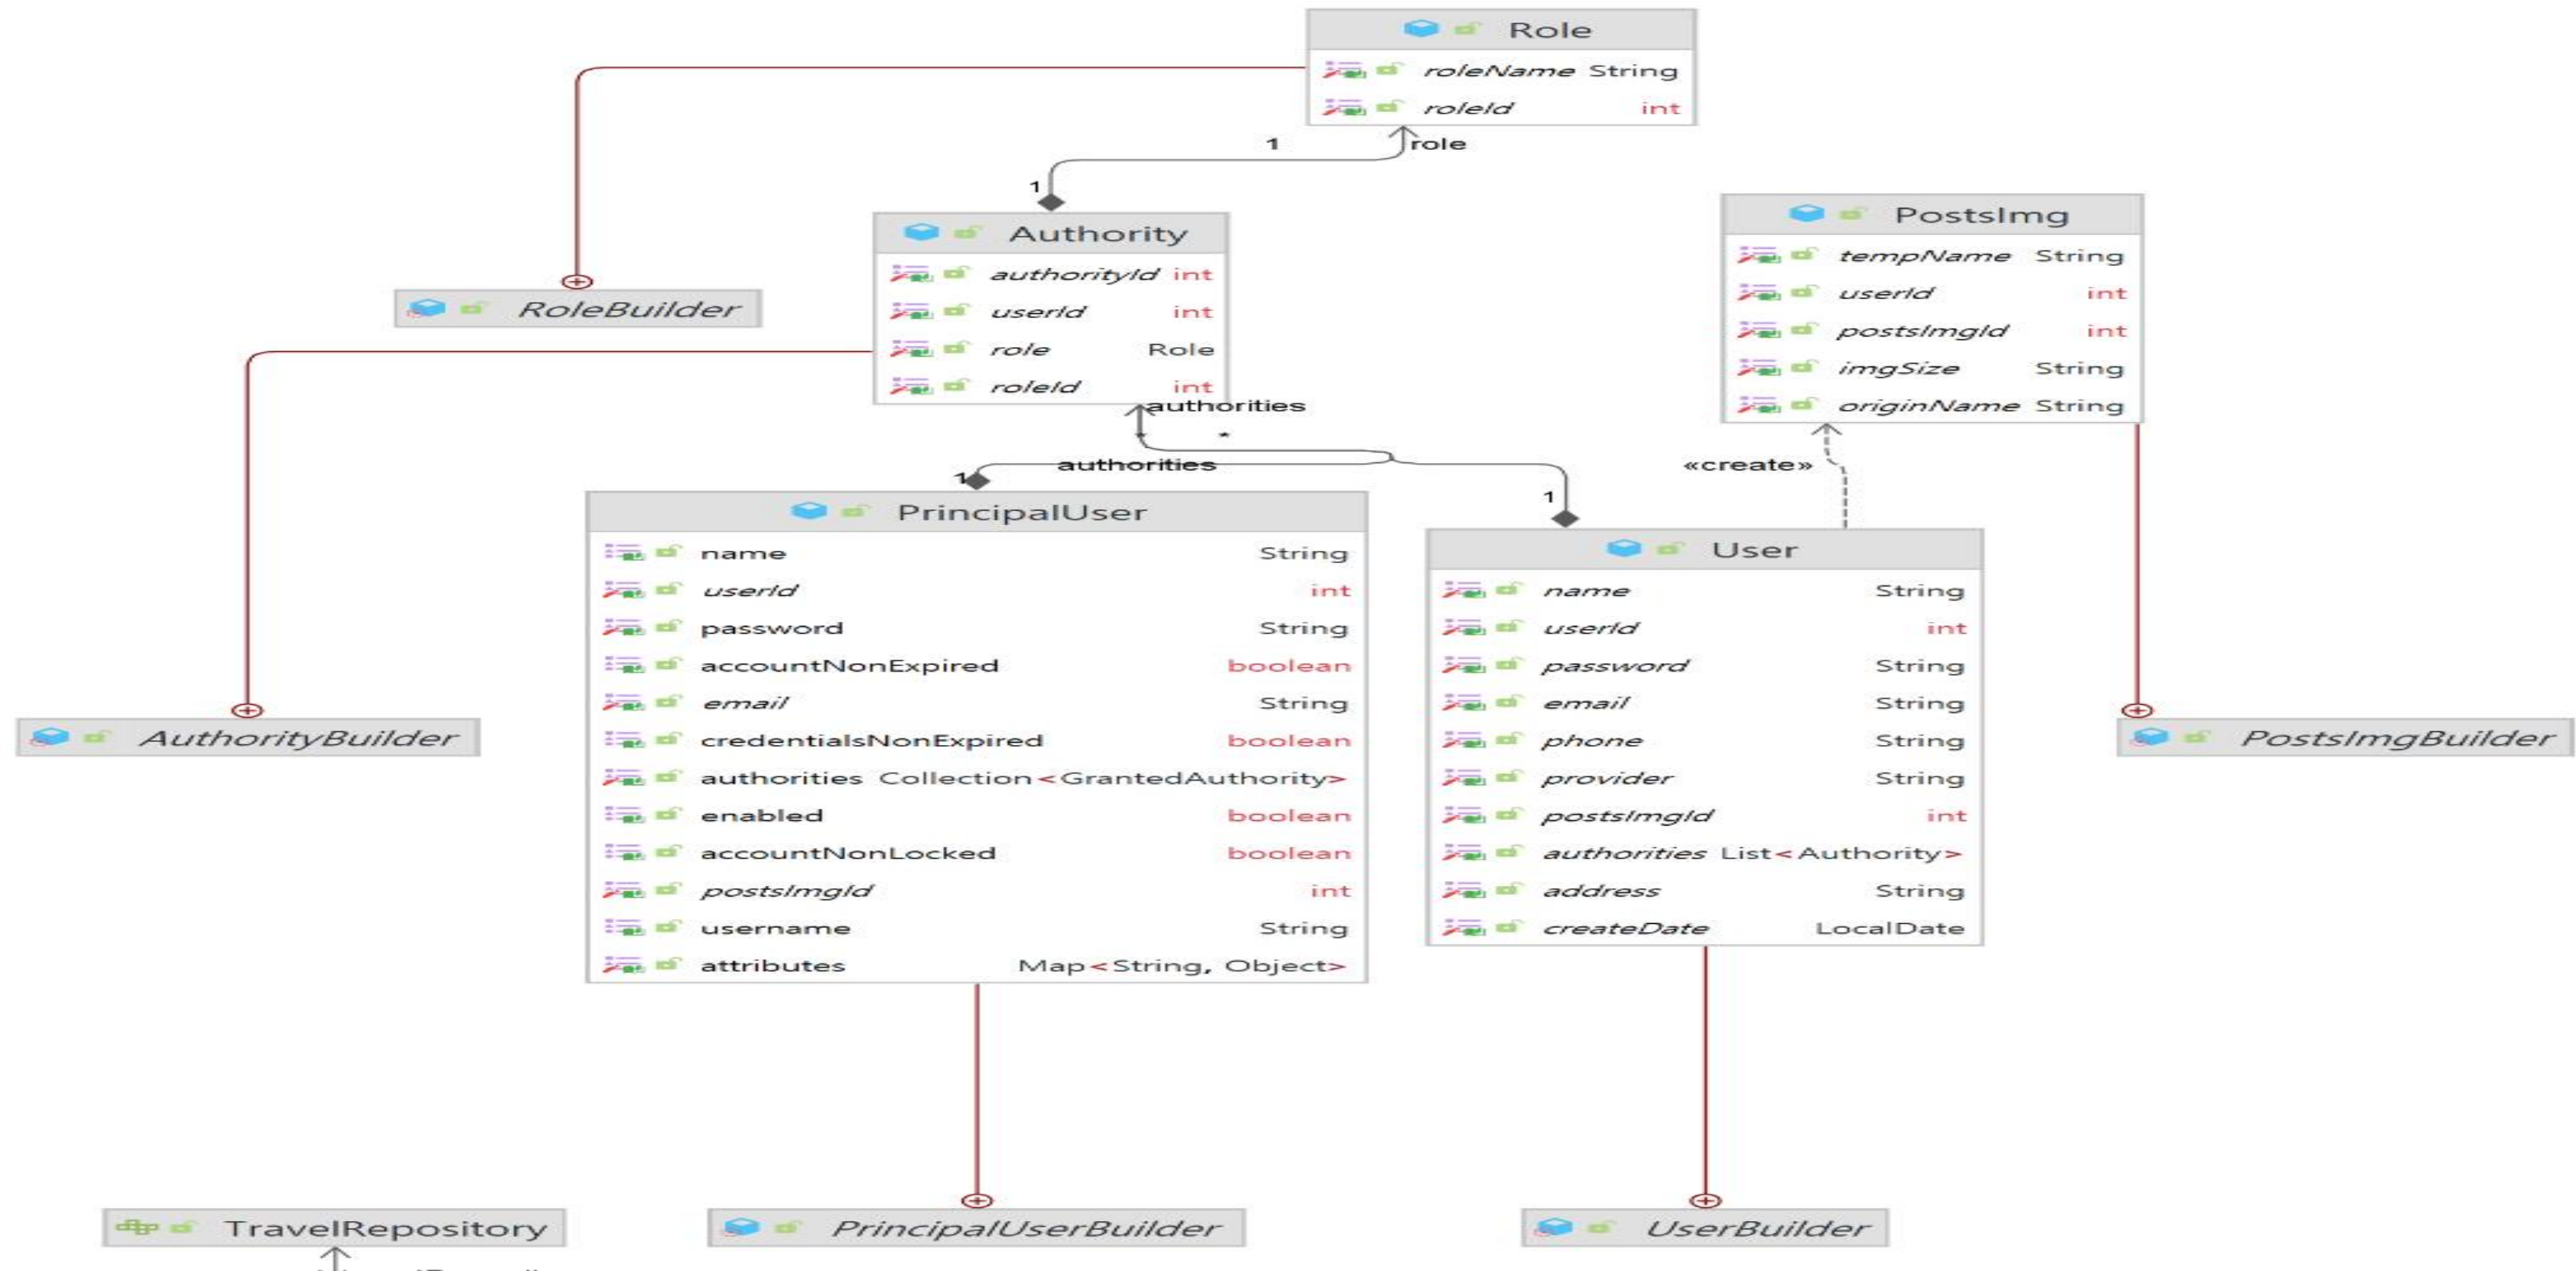 Role
roleName String
roleId int
1 role
1
Authority
authorityId int
userId int
role Role
roleId int
RoleBuilder
PostsImg
tempName String
userId int
postsImgId int
imgSize String
originName String
authorities
* *
authorities
1
1
«create»
PrincipalUser
name String
userId int
password String
accountNonExpired boolean
email String
credentialsNonExpired boolean
authorities Collection<GrantedAuthority>
enabled boolean
accountNonLocked boolean
postsImgId int
username String
attributes Map<String, Object>
User
name String
userId int
password String
email String
phone String
provider String
postsImgId int
authorities List<Authority>
address String
createDate LocalDate
AuthorityBuilder
PostsImgBuilder
TravelRepository
PrincipalUserBuilder
UserBuilder